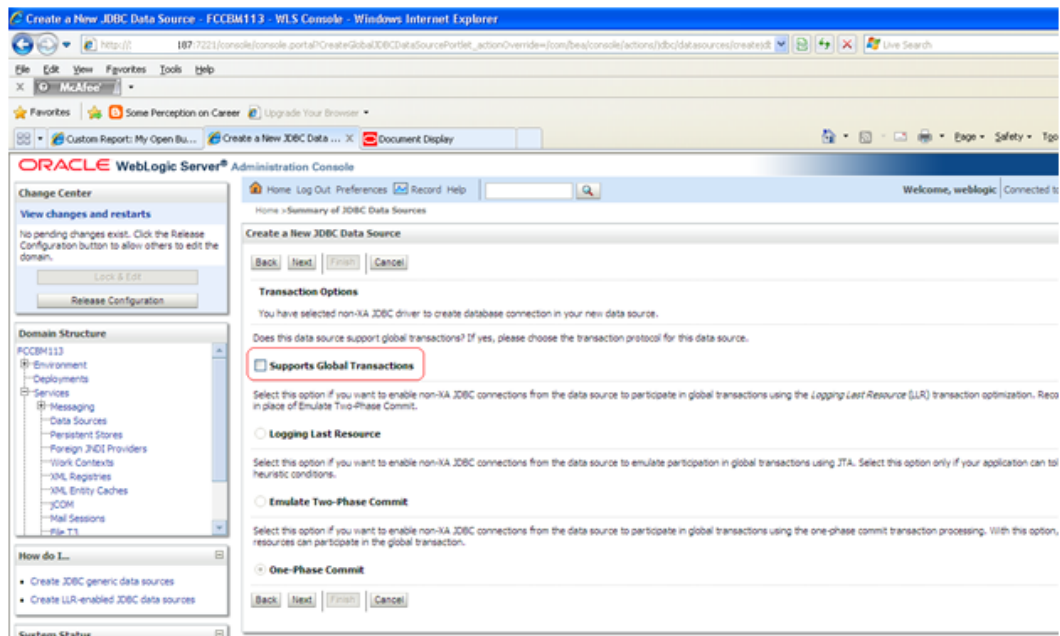 Create a New JDBC Data Source - FCCBM113 - WLS Console - Windows Internet Explorer
http:// 187:7221/console/console.portal?CreateGlobalJDBCDataSourcePortlet_actionOverride=/com/bea/console/actions/jdbc/datasources/createjdb
Live Search
File Edit View Favorites Tools Help
X McAfee
Favorites Some Perception on Career Upgrade Your Browser
Custom Report: My Open Bu... Create a New JDBC Data ... X Document Display
Page Safety Too
ORACLE WebLogic Server® Administration Console
Change Center
View changes and restarts
No pending changes exist. Click the Release
Configuration button to allow others to edit the
domain.
Lock & Edit
Release Configuration
Domain Structure
FCCBM113
Environment
Deployments
Services
Messaging
Data Sources
Persistent Stores
Foreign JNDI Providers
Work Contexts
XML Registries
XML Entity Caches
jCOM
Mail Sessions
File T3
How do I...
Create JDBC generic data sources
Create LLR-enabled JDBC data sources
System Status
Home Log Out Preferences Record Help
Welcome, weblogic Connected to
Home >Summary of JDBC Data Sources
Create a New JDBC Data Source
Back Next Finish Cancel
Transaction Options
You have selected non-XA JDBC driver to create database connection in your new data source.
Does this data source support global transactions? If yes, please choose the transaction protocol for this data source.
Supports Global Transactions
Select this option if you want to enable non-XA JDBC connections from the data source to participate in global transactions using the Logging Last Resource (LLR) transaction optimization. Reco
in place of Emulate Two-Phase Commit.
Logging Last Resource
Select this option if you want to enable non-XA JDBC connections from the data source to emulate participation in global transactions using JTA. Select this option only if your application can tol
heuristic conditions.
Emulate Two-Phase Commit
Select this option if you want to enable non-XA JDBC connections from the data source to participate in global transactions using the one-phase commit transaction processing. With this option,
resources can participate in the global transaction.
One-Phase Commit
Back Next Finish Cancel